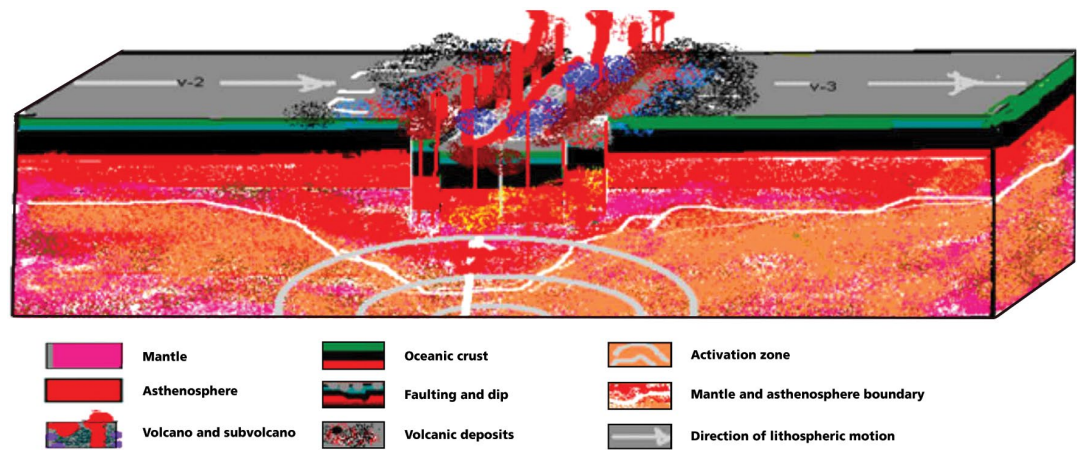 v-2
v-3
Mantle
Oceanic crust
Activation zone
Asthenosphere
Faulting and dip
Mantle and asthenosphere boundary
Volcano and subvolcano
Volcanic deposits
Direction of lithospheric motion